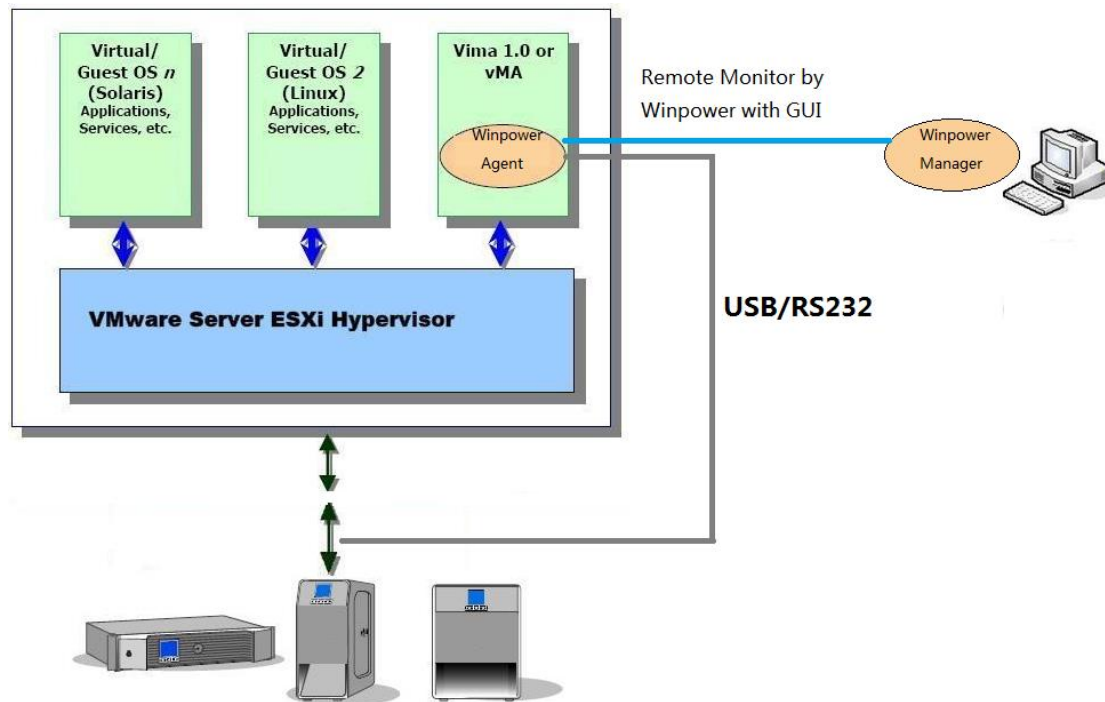 Virtual/
Guest OS n
(Solaris)
Applications,
Services, etc.
Virtual/
Guest OS 2
(Linux)
Applications,
Services, etc.
Vima 1.0 or
vMA
Winpower
Agent
Remote Monitor by
Winpower with GUI
Winpower
Manager
VMware Server ESXi Hypervisor
USB/RS232